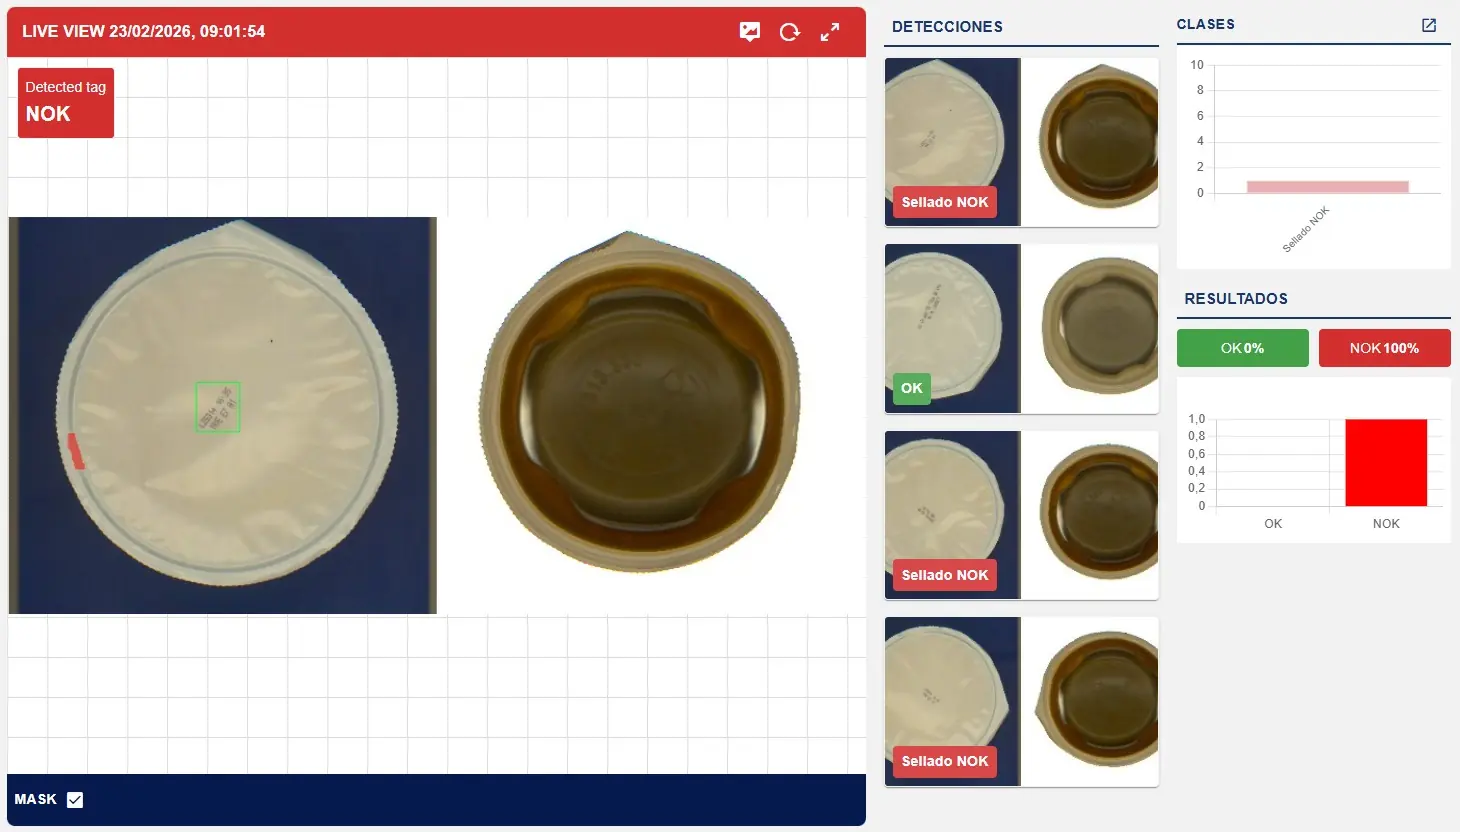 LIVE VIEW 23/02/2026, 09:01:54
Detected tag
NOK
MASK
DETECCIONES
Sellado NOK
OK
Sellado NOK
Sellado NOK
CLASES
10
8
6
4
2
0
Sellado NOK
RESULTADOS
OK 0%
NOK 100%
1,0
0,8
0,6
0,4
0,2
0
OK
NOK